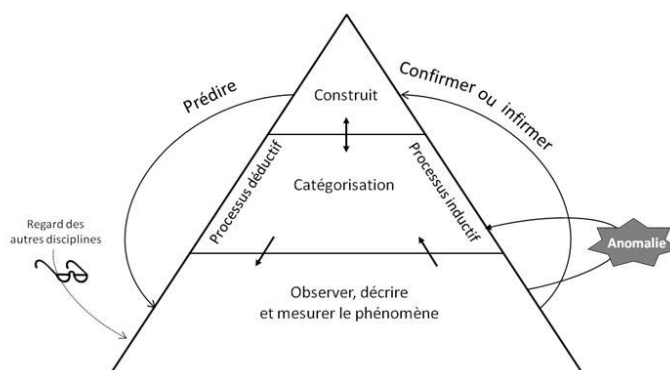 Construit
Prédire
Confirmer ou infirmer
Processus déductif
Catégorisation
Processus inductif
Regard des
autres disciplines
Anomalie
Observer, décrire
et mesurer le phénomène